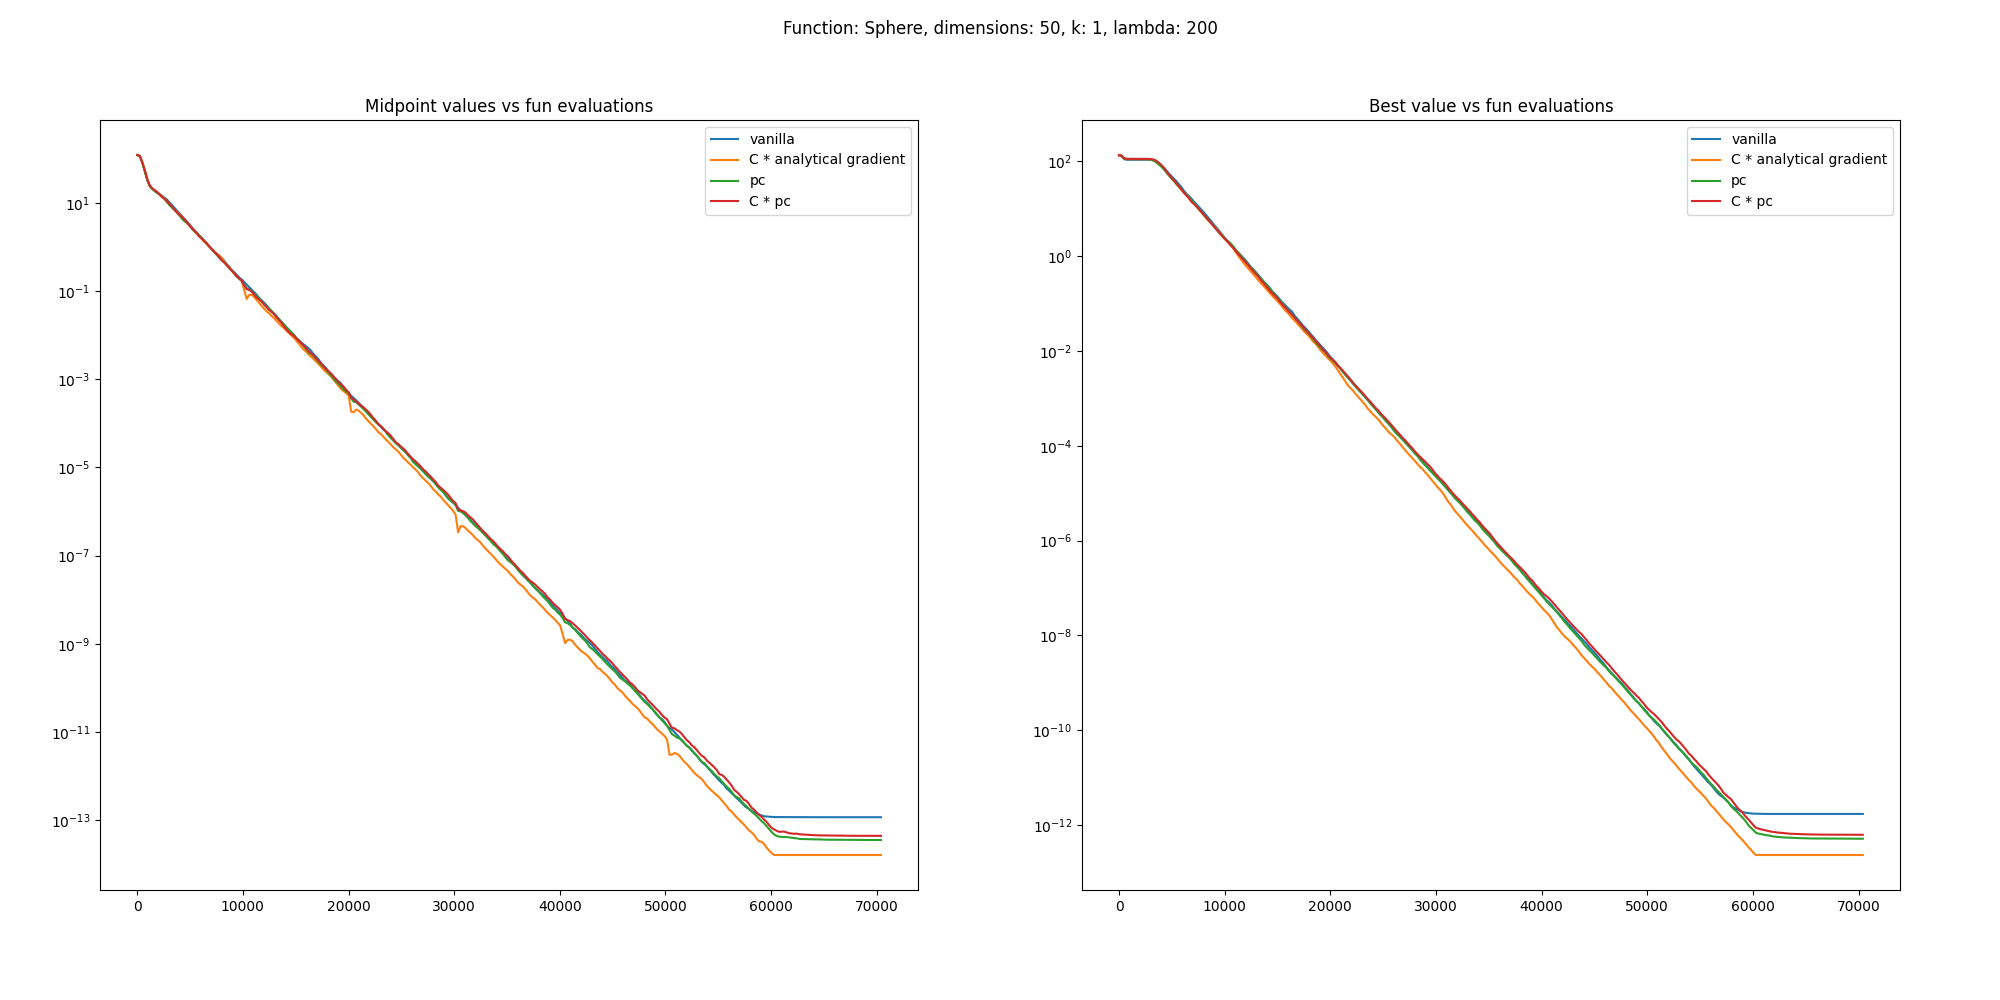 Function: Sphere, dimensions: 50, k: 1, lambda: 200
Midpoint values vs fun evaluations
vanilla
C * analytical gradient
pc
C * pc
10^1
10^-1
10^-3
10^-5
10^-7
10^-9
10^-11
10^-13
0 10000 20000 30000 40000 50000 60000 70000
Best value vs fun evaluations
vanilla
C * analytical gradient
pc
C * pc
10^2
10^0
10^-2
10^-4
10^-6
10^-8
10^-10
10^-12
0 10000 20000 30000 40000 50000 60000 70000